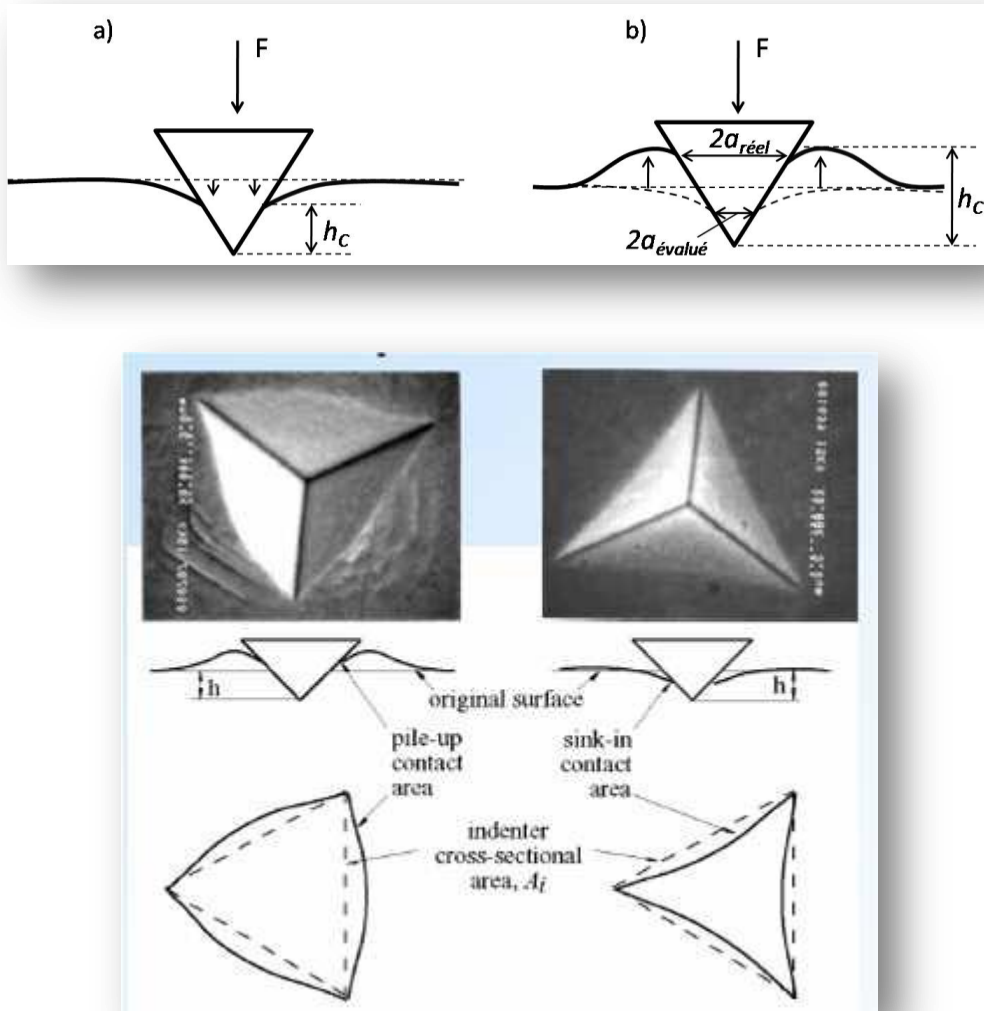 a)
F
h_C
b)
F
2a_réel
2a_évalué
h_C
h
original surface
h
pile-up
contact
area
sink-in
contact
area
indenter
cross-sectional
area, A_i